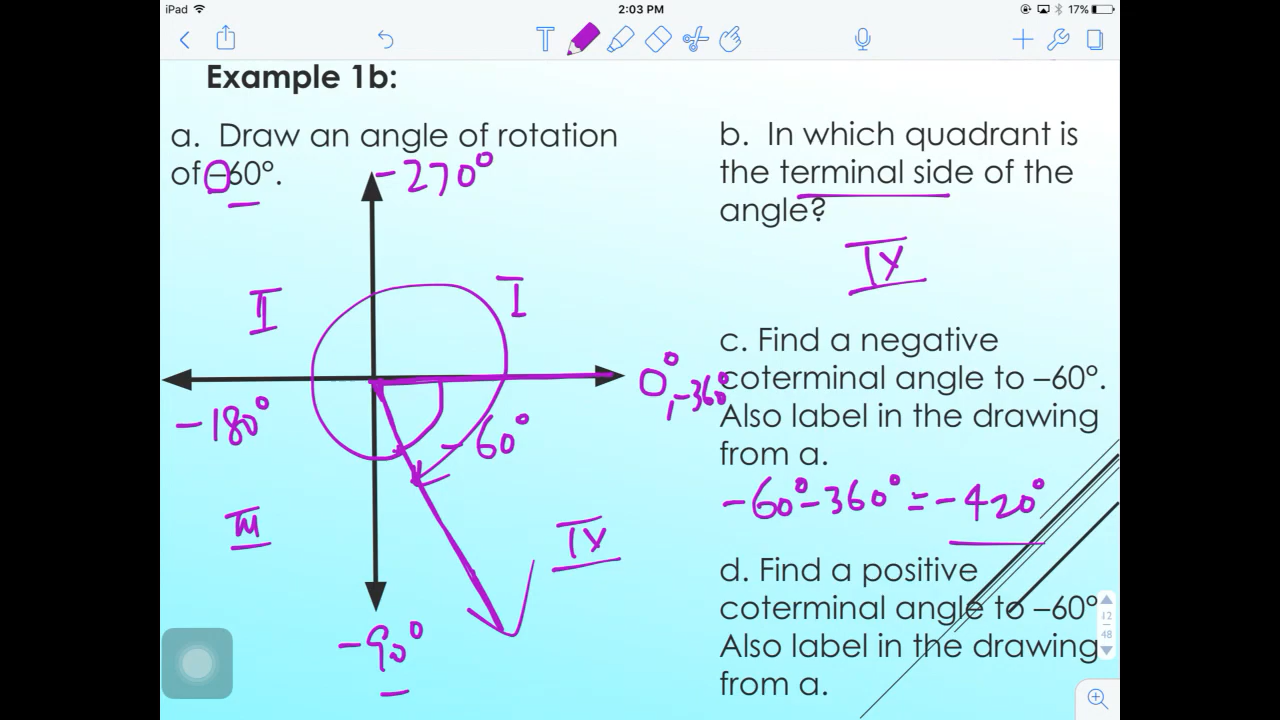 iPad 2:03 PM 17%
T
Example 1b:
a. Draw an angle of rotation
of –60°.
-270°
II
I
0°, -360°
-180°
-60°
III
IV
-90°
b. In which quadrant is
the terminal side of the
angle?
IV
c. Find a negative
coterminal angle to –60°.
Also label in the drawing
from a.
-60°-360°=-420°
d. Find a positive
coterminal angle to –60°
Also label in the drawing
from a.
12
48